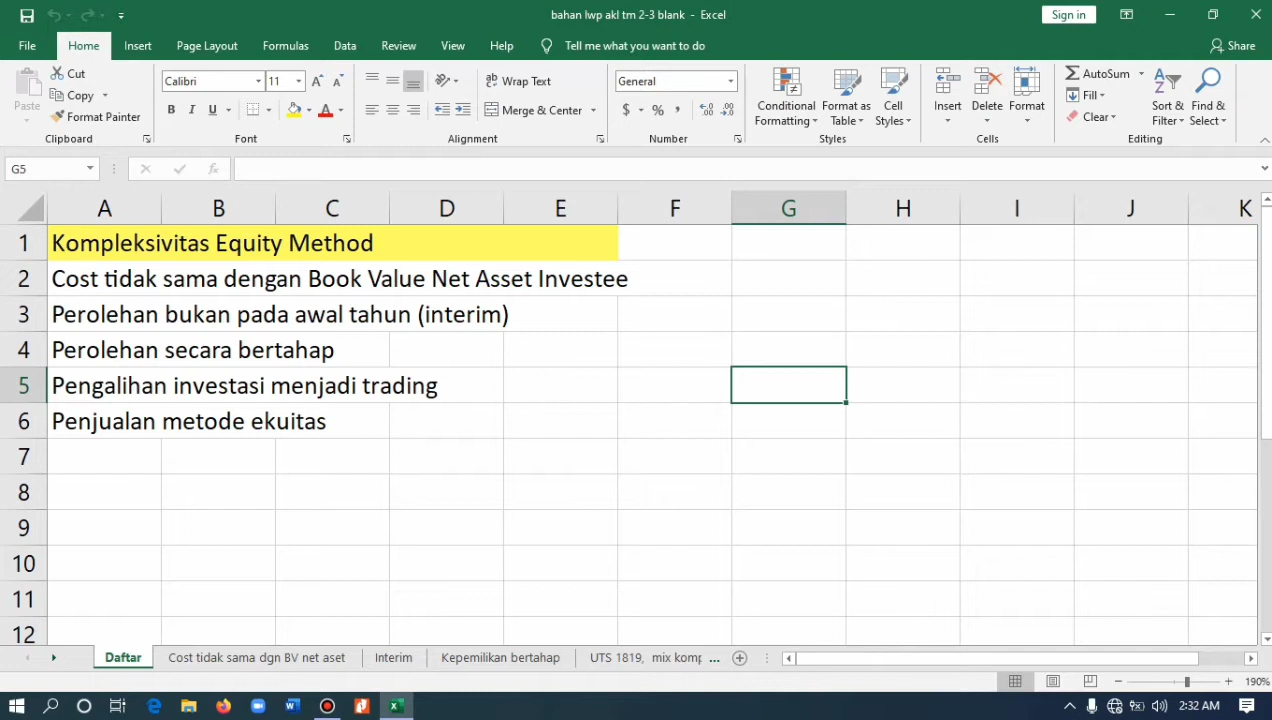 bahan lwp akl tm 2-3 blank - Excel
Sign in
File Home Insert Page Layout Formulas Data Review View Help Tell me what you want to do Share
Paste
Cut
Copy
Format Painter
Clipboard
Calibri 11
B I U
Font
Wrap Text
Merge & Center
Alignment
General
$ % ,
Number
Conditional Formatting
Format as Table
Cell Styles
Styles
Insert Delete Format
Cells
AutoSum
Fill
Clear
Sort & Filter
Find & Select
Editing
G5 fx
A B C D E F G H I J K
1 Kompleksivitas Equity Method
2 Cost tidak sama dengan Book Value Net Asset Investee
3 Perolehan bukan pada awal tahun (interim)
4 Perolehan secara bertahap
5 Pengalihan investasi menjadi trading
6 Penjualan metode ekuitas
7
8
9
10
11
12
Daftar Cost tidak sama dgn BV net aset Interim Kepemilikan bertahap UTS 1819, mix komp ...
190%
2:32 AM